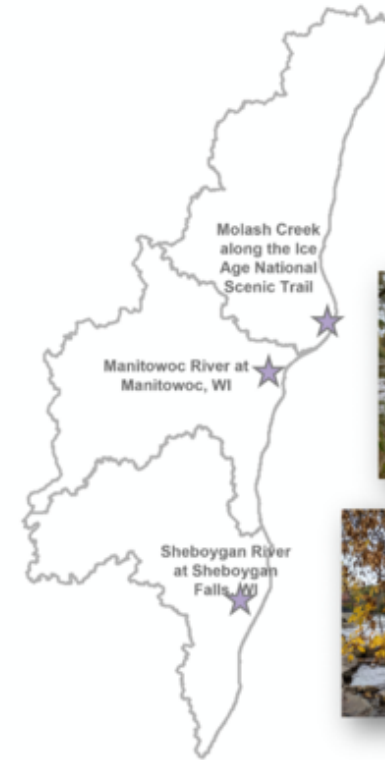 Molash Creek
along the Ice
Age National
Scenic Trail
Manitowoc River at
Manitowoc, WI
Sheboygan River
at Sheboygan
Falls, WI